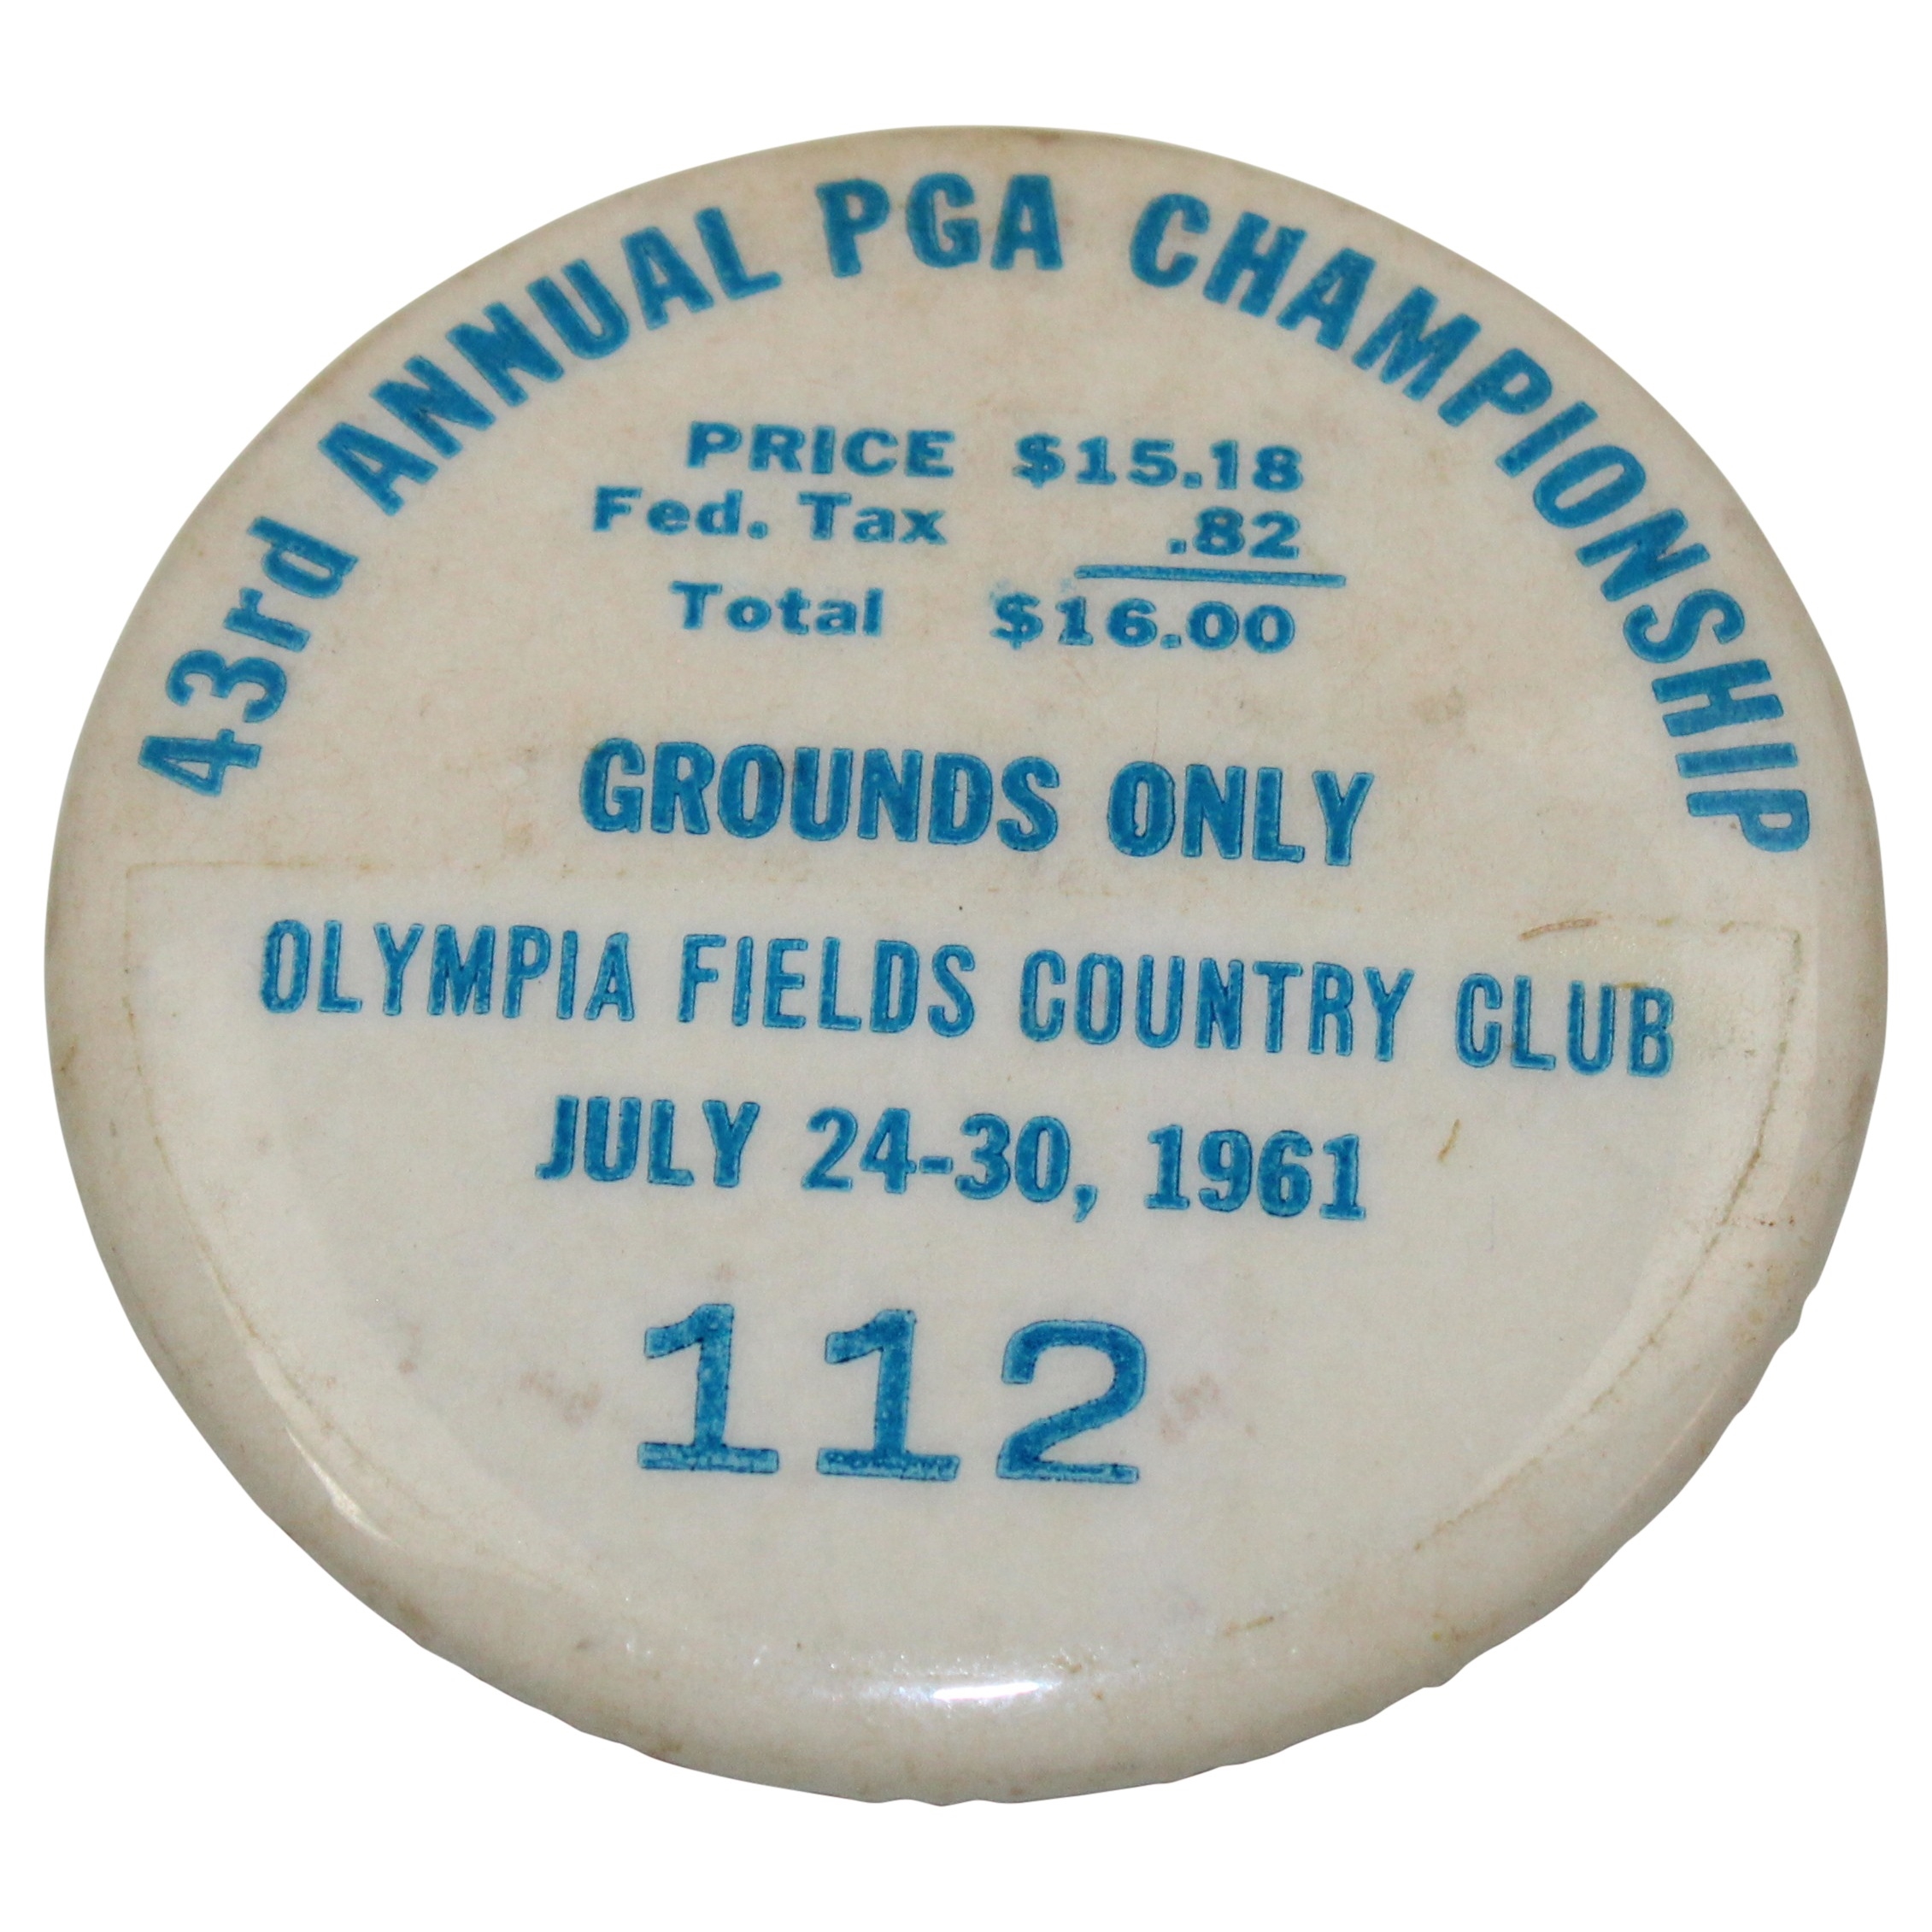 43rd ANNUAL PGA CHAMPIONSHIP
PRICE $15.18
Fed. Tax .82
Total $16.00
GROUNDS ONLY
OLYMPIA FIELDS COUNTRY CLUB
JULY 24-30, 1961
112